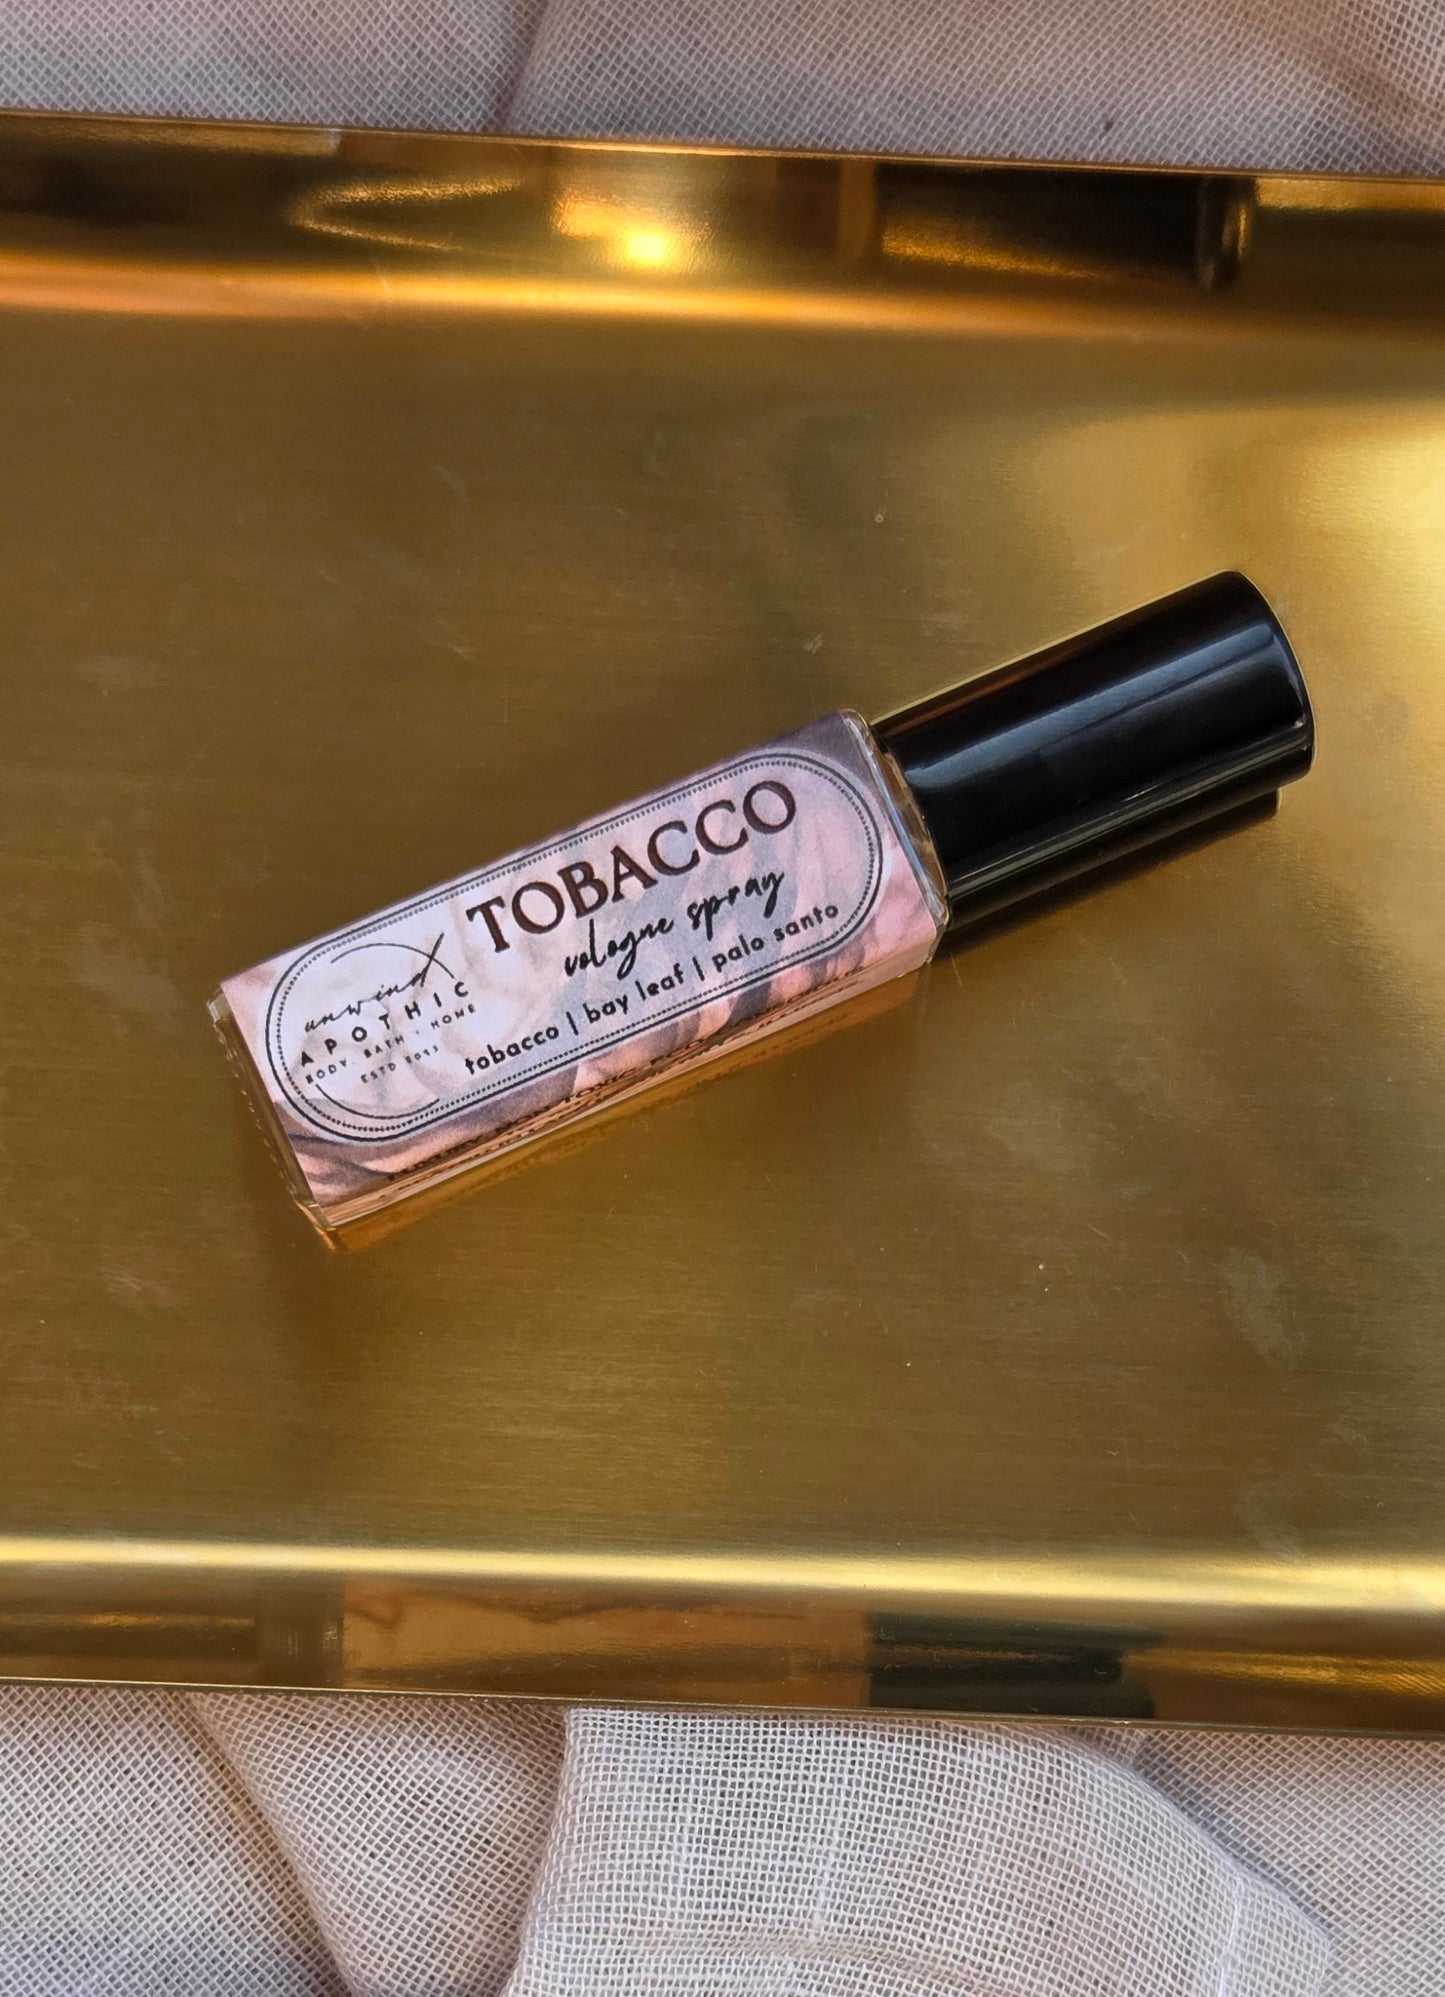 unwind
APOTHIC
BODY. BATH + HOME
TOBACCO
cologne spray
tobacco | bay leaf | palo santo